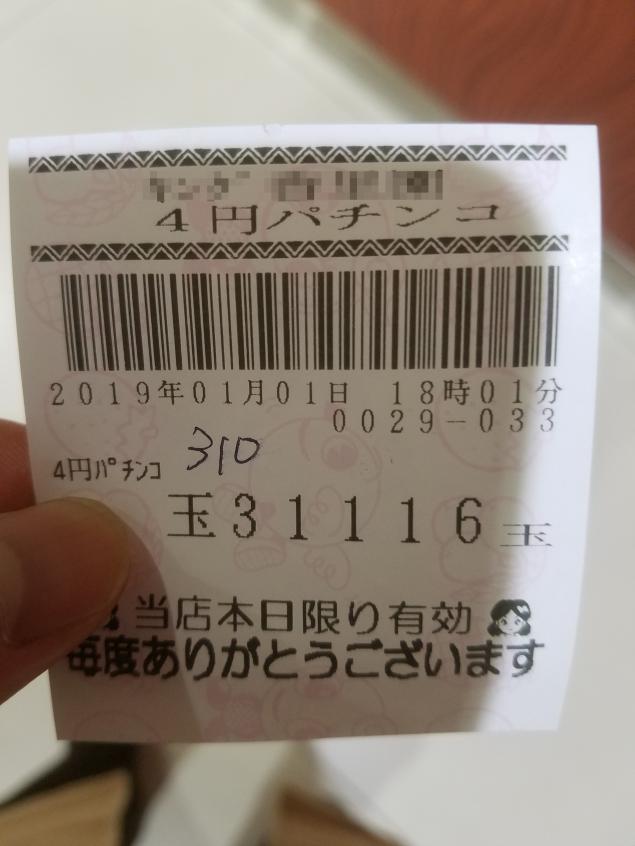 4円パチンコ
2019年01月01日 18時01分
0029-033
310
4円ﾊﾟﾁﾝｺ
玉31116玉
当店本日限り有効
毎度ありがとうございます